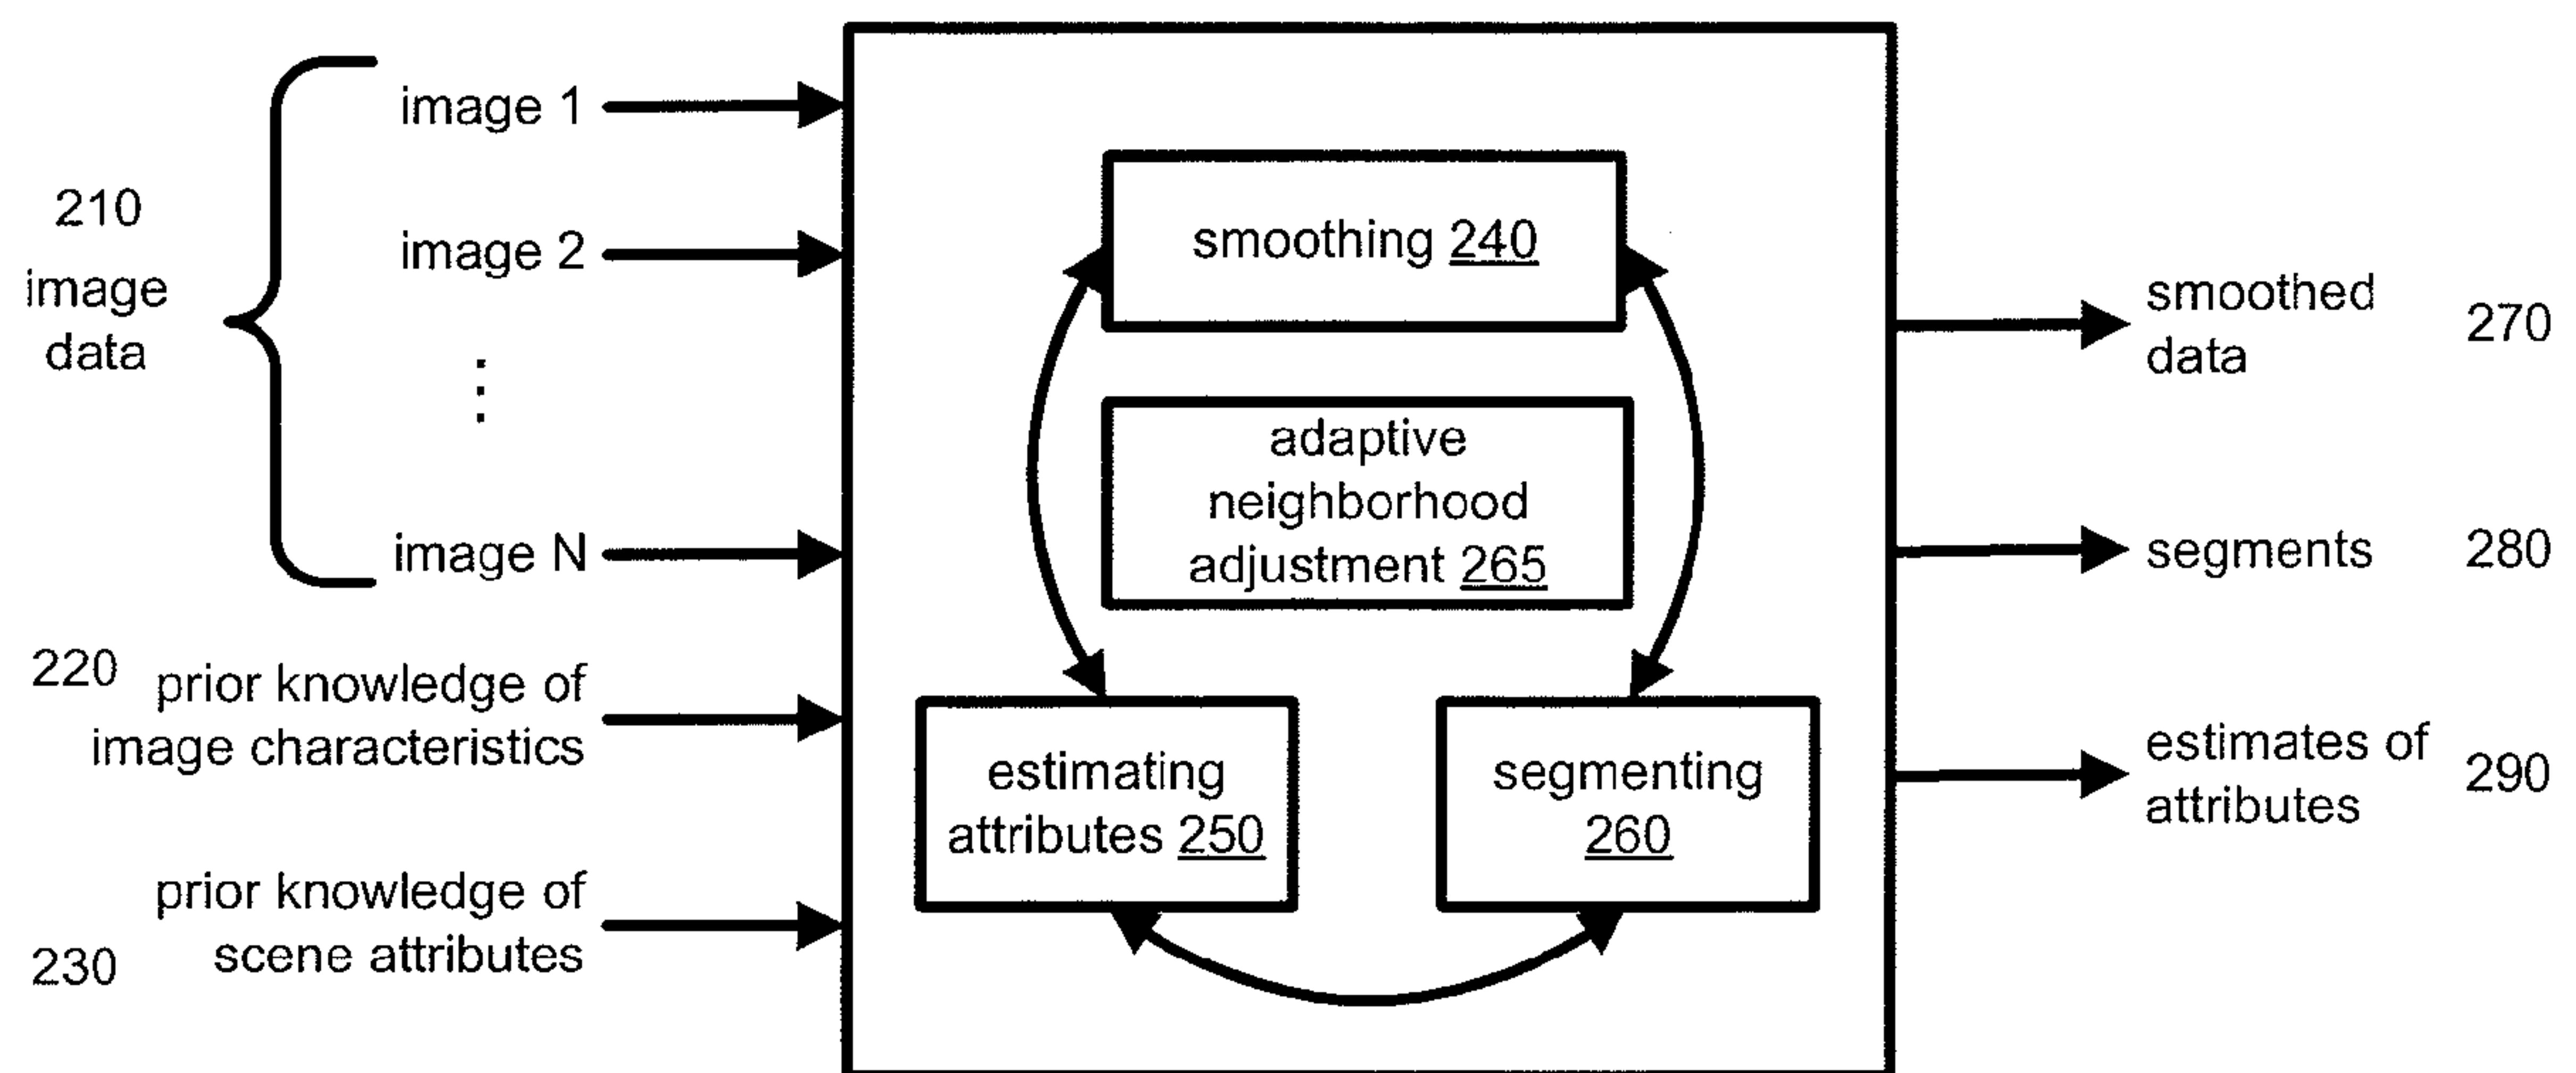 210
image
data
image 1
image 2
⋮
image N
220
prior knowledge of
image characteristics
prior knowledge of
scene attributes
230
smoothing 240
adaptive
neighborhood
adjustment 265
estimating
attributes 250
segmenting
260
smoothed
data
270
segments 280
estimates of
attributes
290